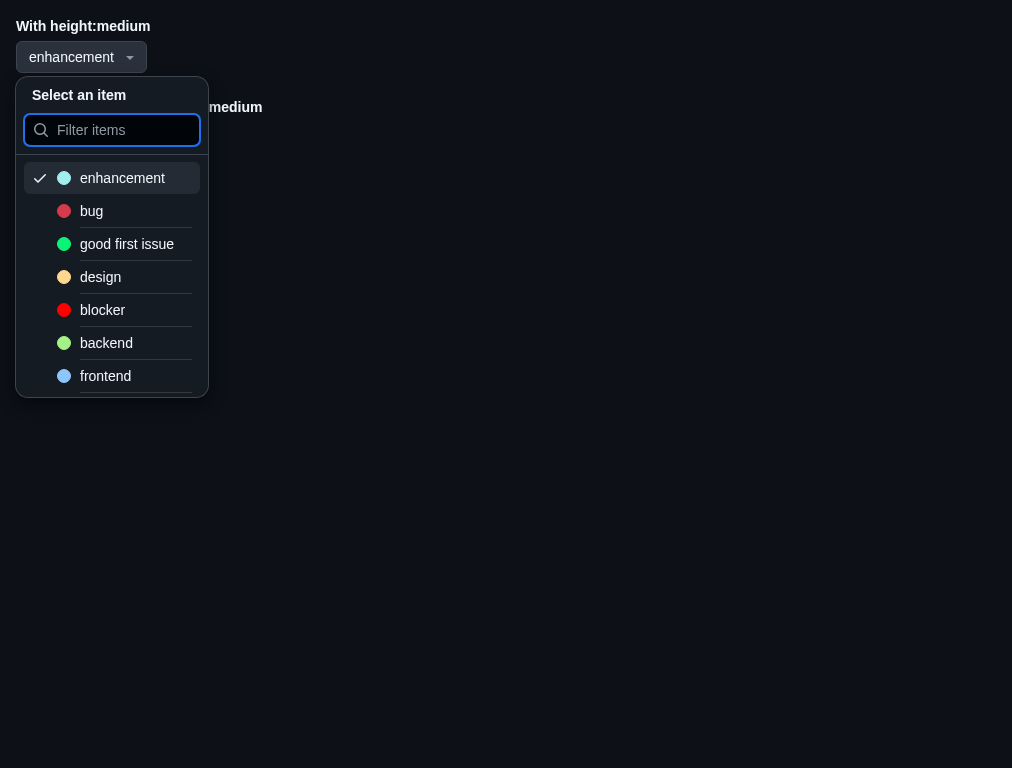 With height:medium
enhancement
Select an item
medium
Filter items
enhancement
bug
good first issue
design
blocker
backend
frontend